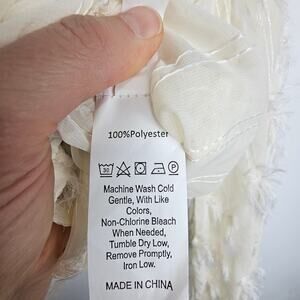 100%Polyester
30 P
Machine Wash Cold
Gentle, With Like
Colors,
Non-Chlorine Bleach
When Needed,
Tumble Dry Low,
Remove Promptly,
Iron Low.
MADE IN CHINA